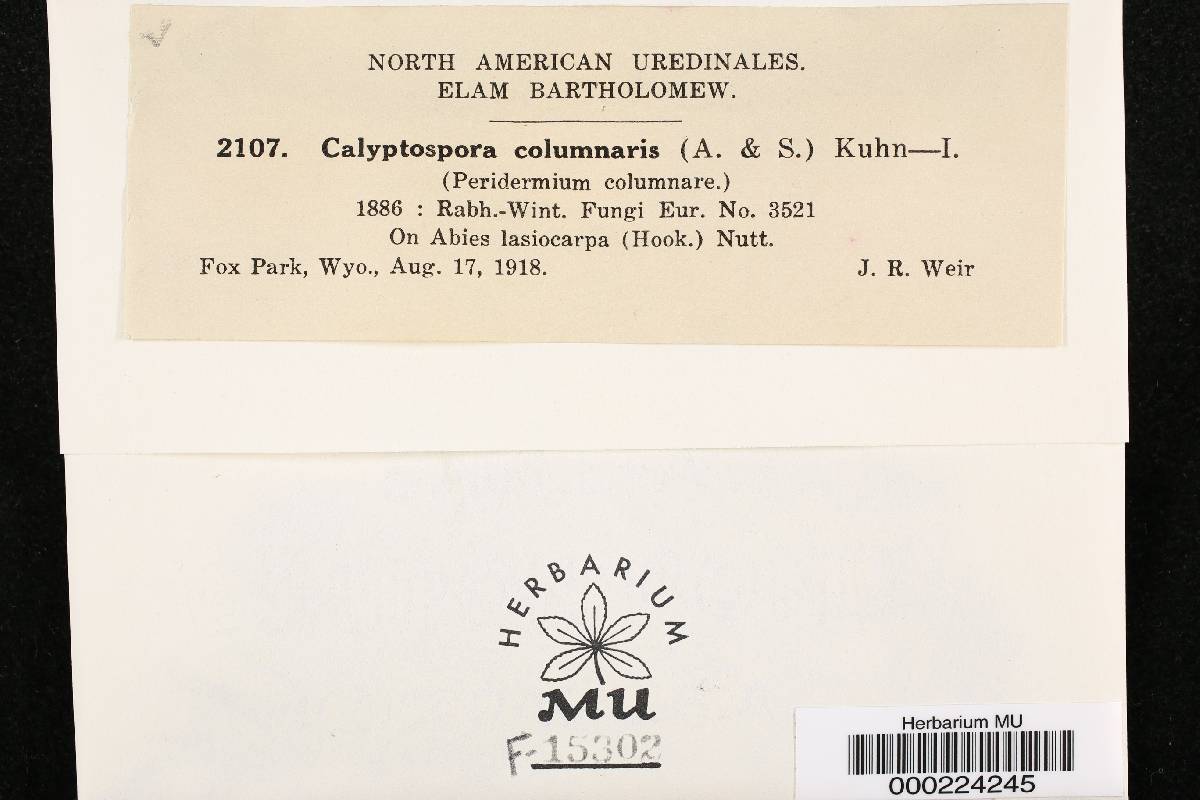 NORTH AMERICAN UREDINALES.
ELAM BARTHOLOMEW.
2107. Calyptospora columnaris (A. & S.) Kuhn—I.
(Peridermium columnare.)
1886 : Rabh.-Wint. Fungi Eur. No. 3521
On Abies lasiocarpa (Hook.) Nutt.
Fox Park, Wyo., Aug. 17, 1918. J. R. Weir
HERBARIUM
MU
F-15302
Herbarium MU
000224245